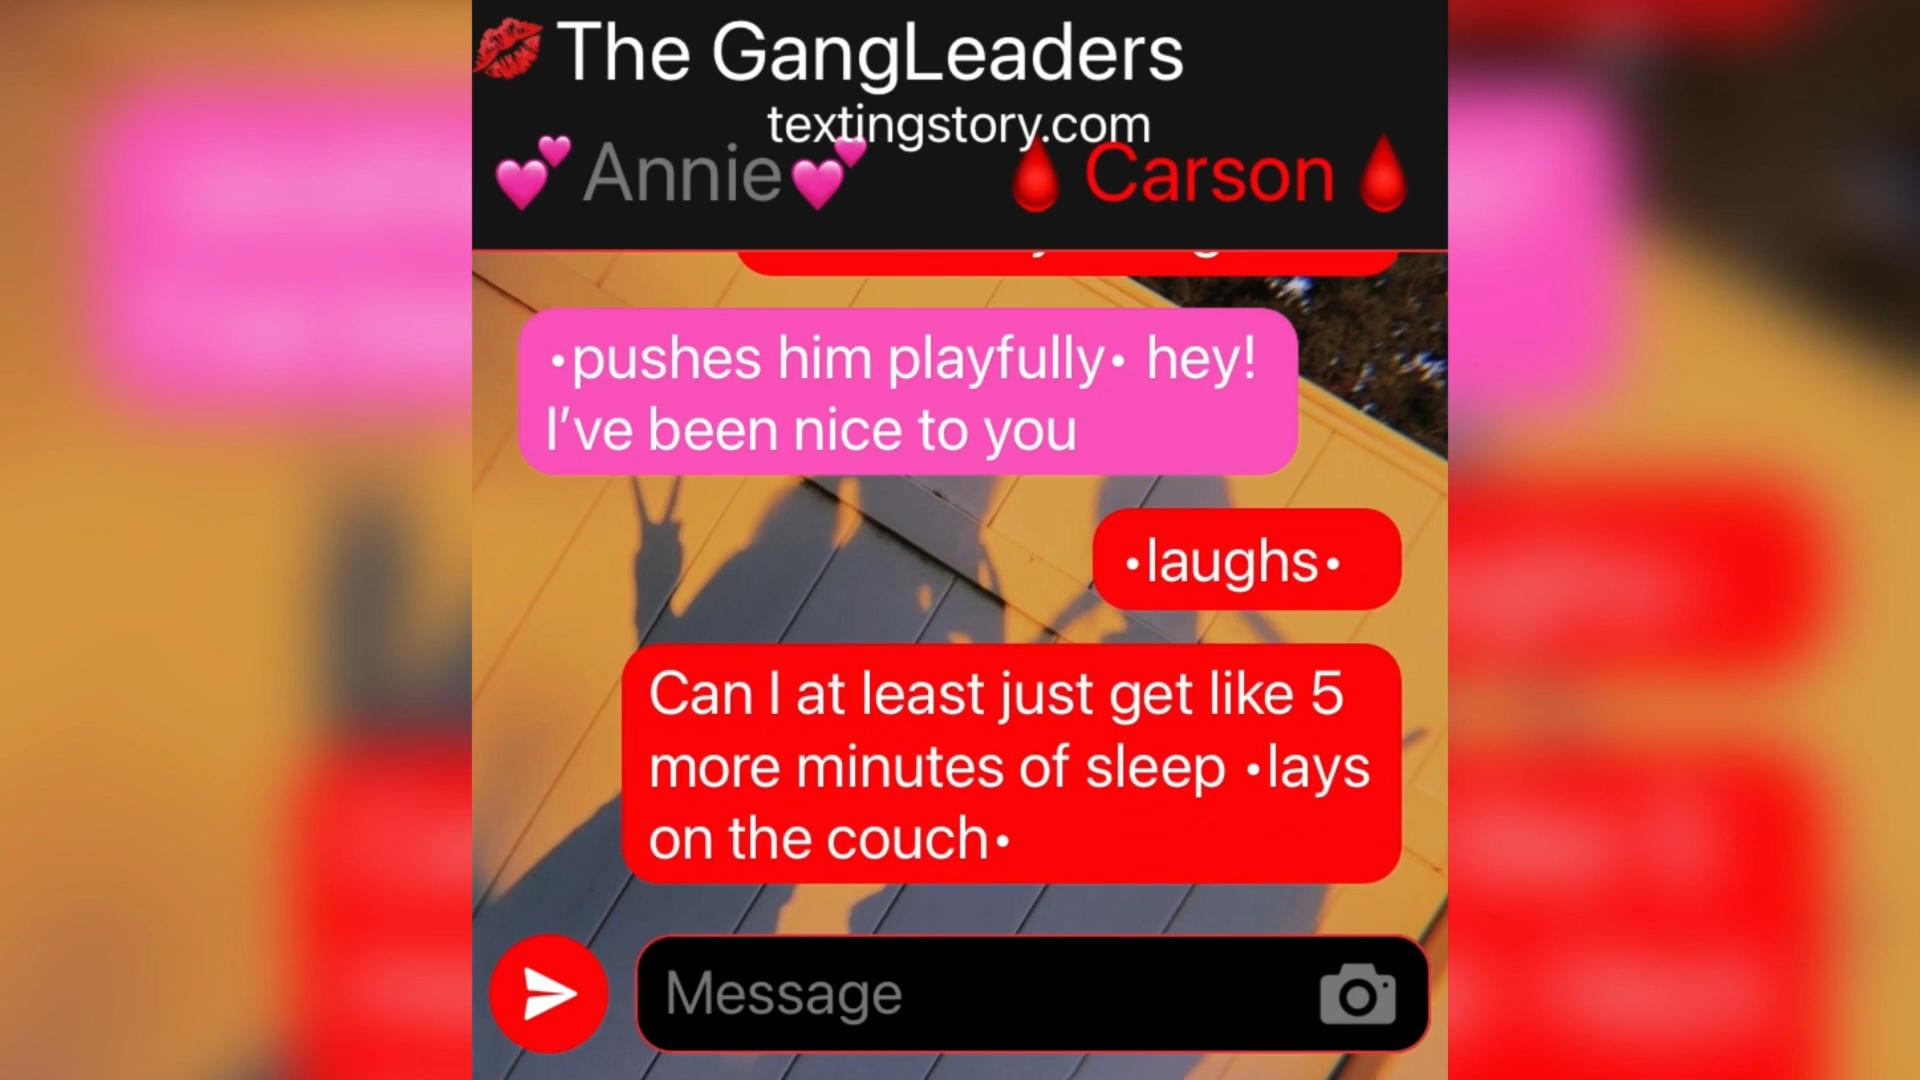 💋The GangLeaders
textingstory.com
💕Annie💕 🩸Carson🩸
•pushes him playfully• hey!
I’ve been nice to you
•laughs•
Can I at least just get like 5
more minutes of sleep •lays
on the couch•
Message